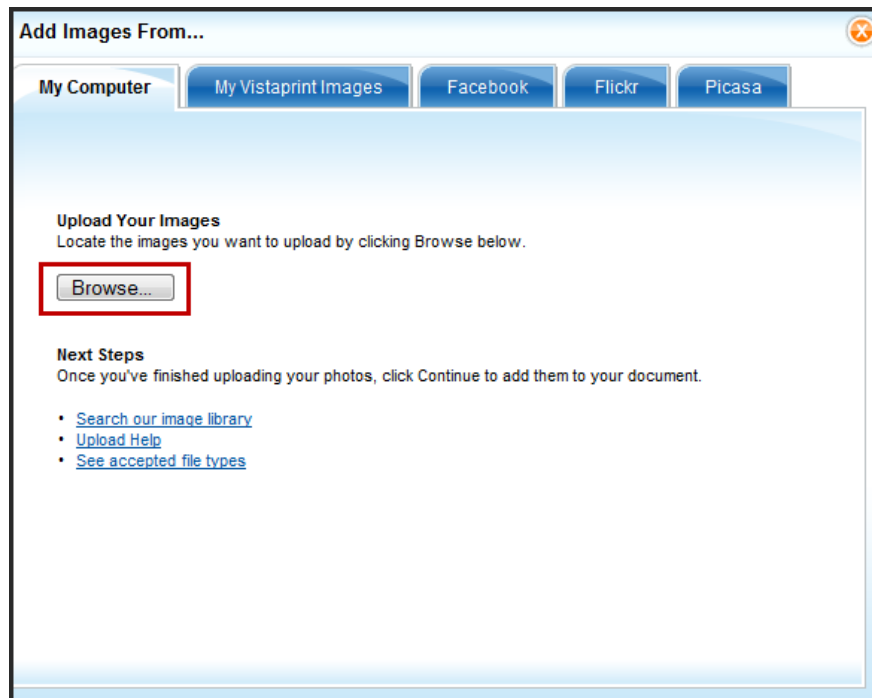 Add Images From...
My Computer
My Vistaprint Images
Facebook
Flickr
Picasa
Upload Your Images
Locate the images you want to upload by clicking Browse below.
Browse...
Next Steps
Once you've finished uploading your photos, click Continue to add them to your document.
• Search our image library
• Upload Help
• See accepted file types